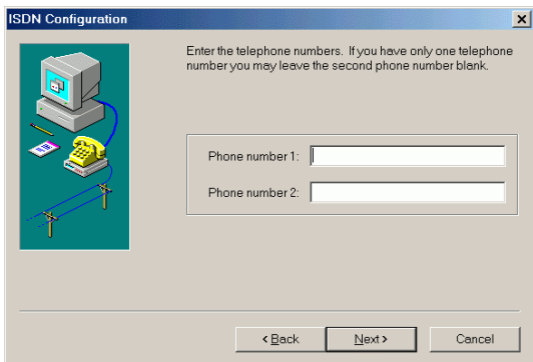 ISDN Configuration
Enter the telephone numbers. If you have only one telephone
number you may leave the second phone number blank.
Phone number 1:
Phone number 2:
< Back
Next >
Cancel